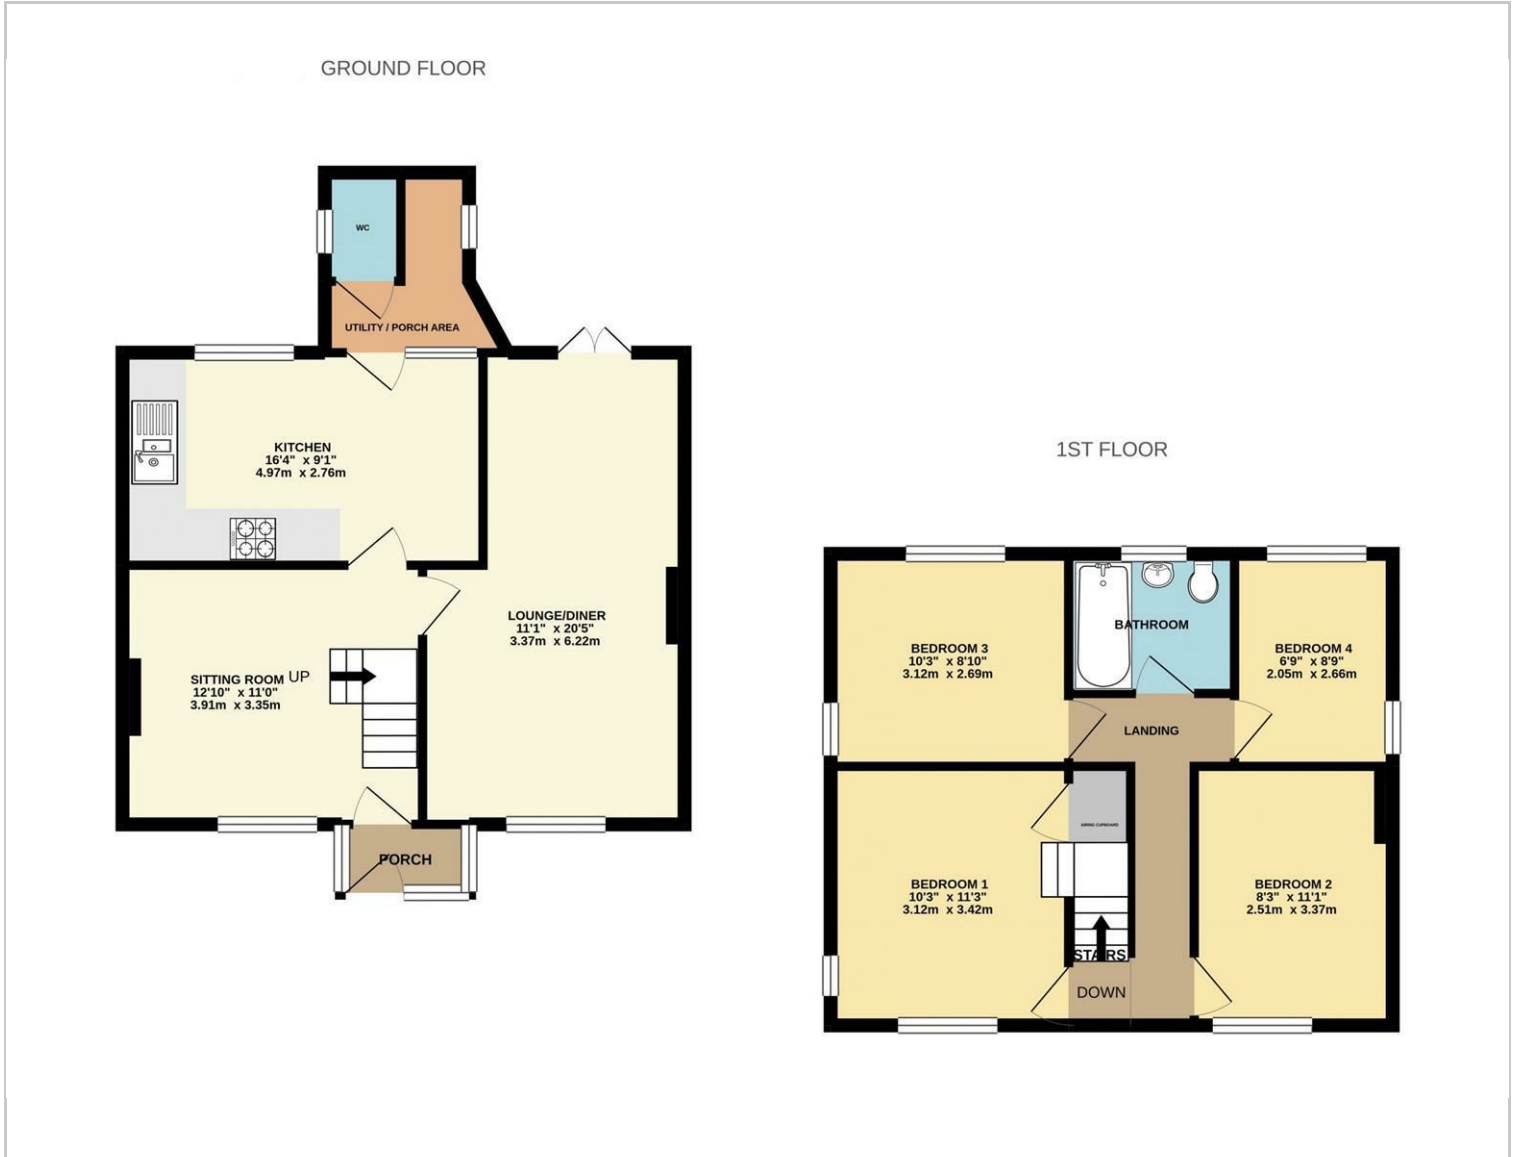 GROUND FLOOR
WC
UTILITY / PORCH AREA
KITCHEN
16'4" x 9'1"
4.97m x 2.76m
LOUNGE/DINER
11'1" x 20'5"
3.37m x 6.22m
SITTING ROOM UP
12'10" x 11'0"
3.91m x 3.35m
PORCH
1ST FLOOR
BEDROOM 3
10'3" x 8'10"
3.12m x 2.69m
BATHROOM
BEDROOM 4
6'9" x 8'9"
2.05m x 2.66m
LANDING
AIRING CUPBOARD
BEDROOM 1
10'3" x 11'3"
3.12m x 3.42m
BEDROOM 2
8'3" x 11'1"
2.51m x 3.37m
STAIRS
DOWN